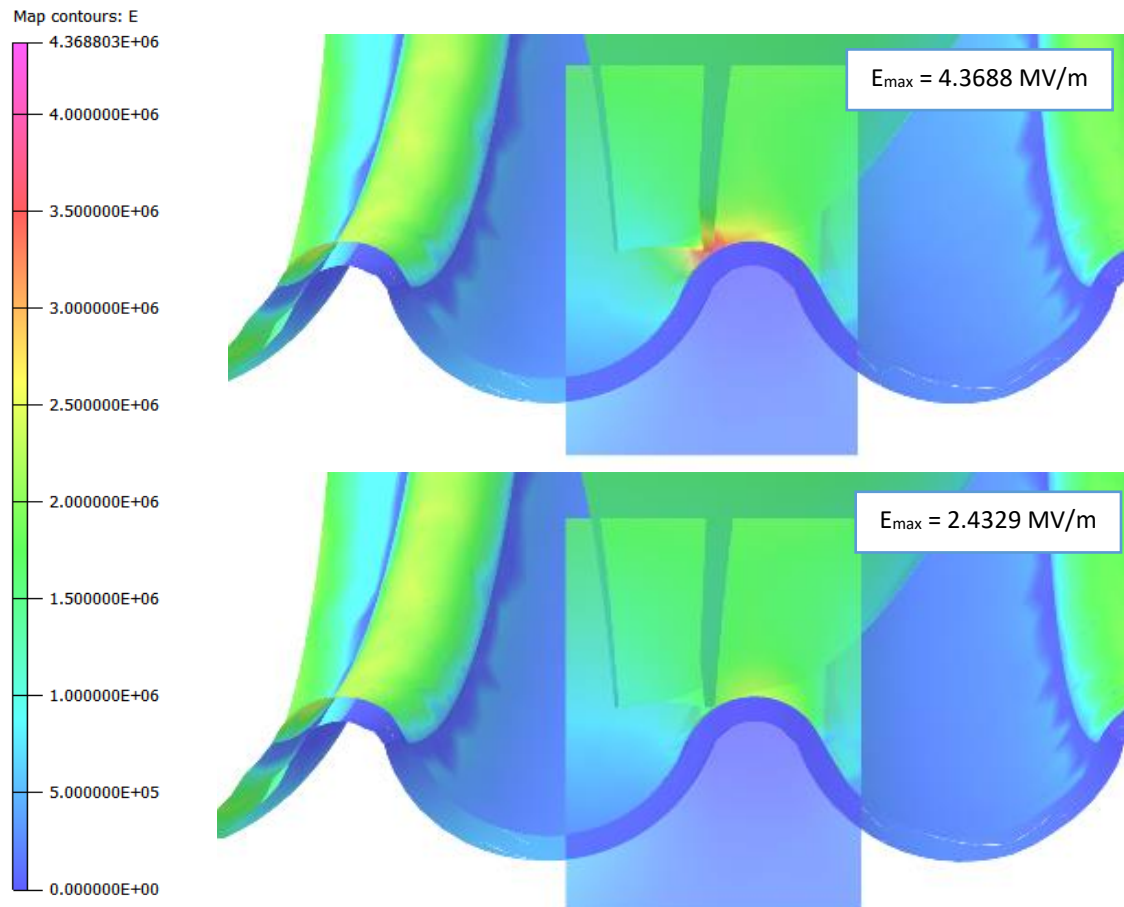 Map contours: E
4.368803E+06
4.000000E+06
3.500000E+06
3.000000E+06
2.500000E+06
2.000000E+06
1.500000E+06
1.000000E+06
5.000000E+05
0.000000E+00
Emax = 4.3688 MV/m
Emax = 2.4329 MV/m